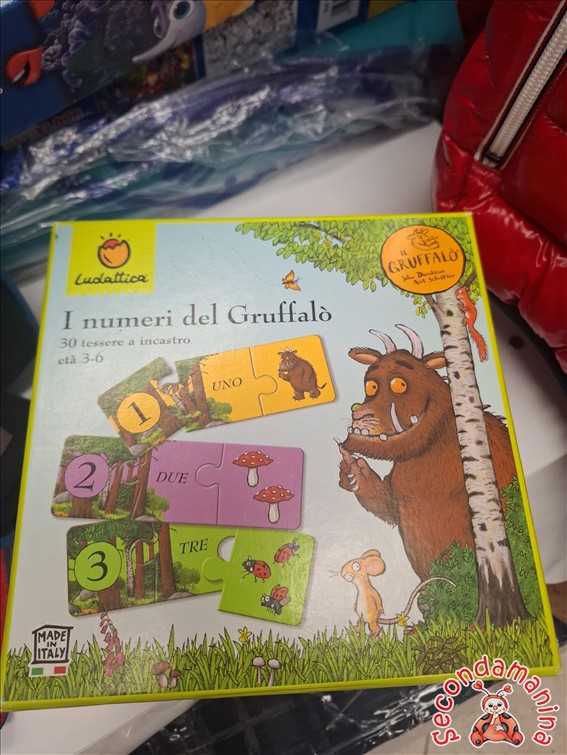 Ludattica
IL
GRUFFALÒ
Julia Donaldson
Axel Scheffler
I numeri del Gruffalò
30 tessere a incastro
età 3-6
1
UNO
2
DUE
3
TRE
MADE
IN
ITALY
Secondamanina